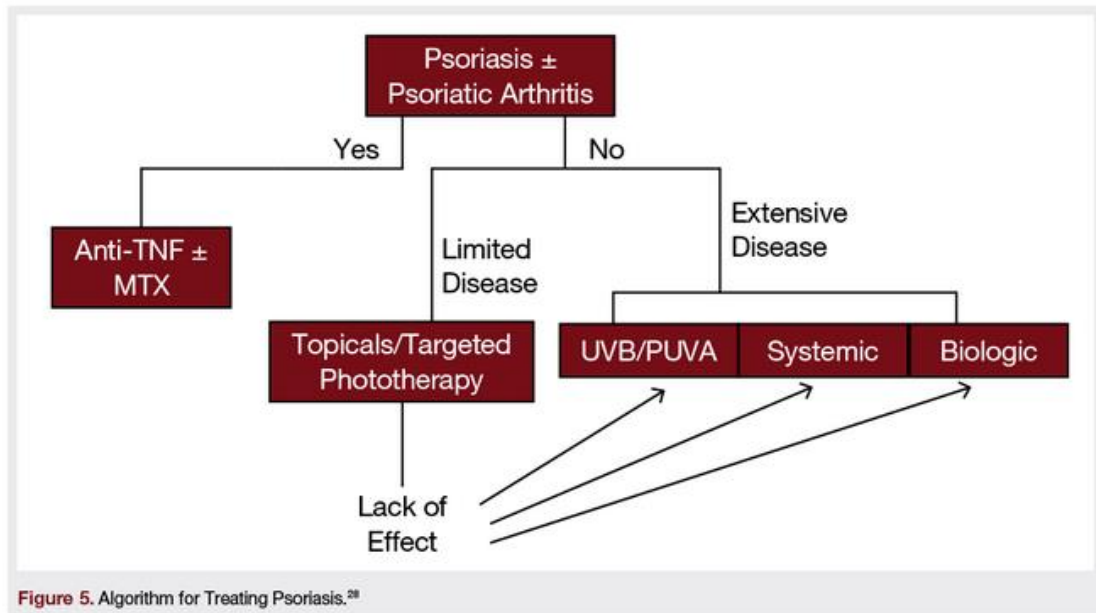 Psoriasis ±
Psoriatic Arthritis
Yes
No
Anti-TNF ±
MTX
Limited
Disease
Extensive
Disease
Topicals/Targeted
Phototherapy
UVB/PUVA
Systemic
Biologic
Lack of
Effect
Figure 5. Algorithm for Treating Psoriasis.²⁸